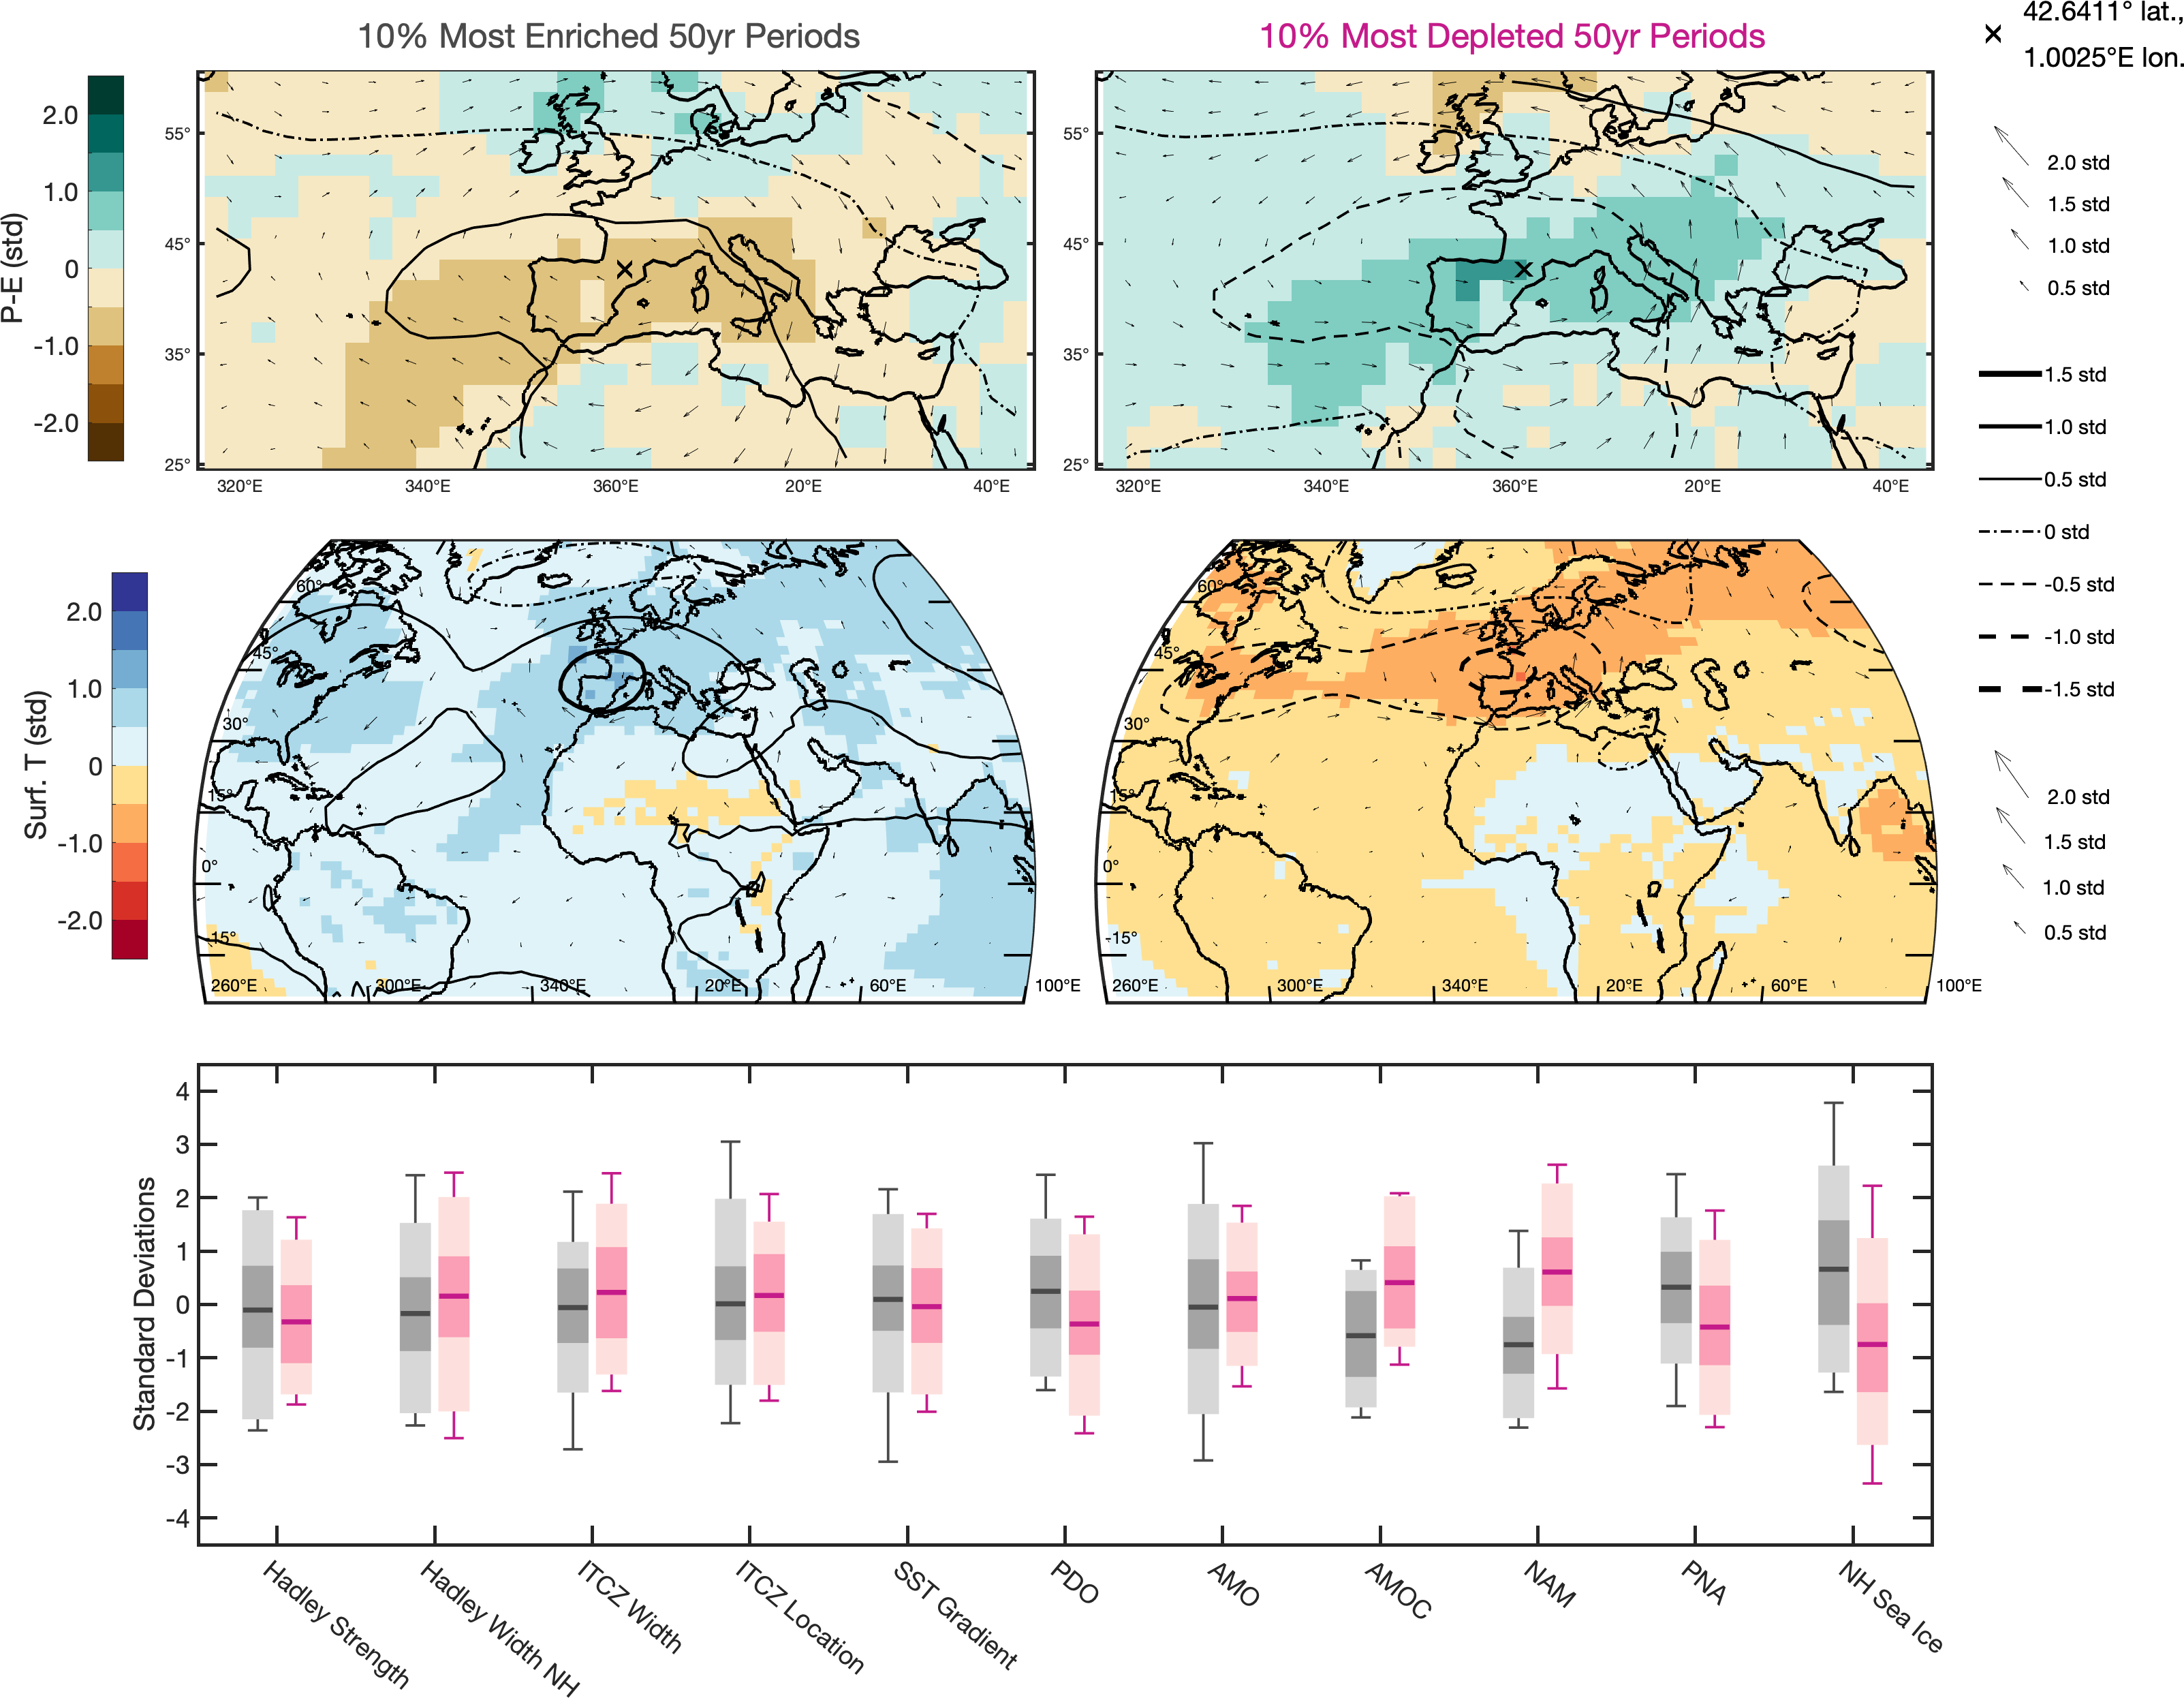 10% Most Enriched 50yr Periods
10% Most Depleted 50yr Periods
42.6411° lat.,
1.0025°E lon.
P-E (std)
2.0
1.0
0
-1.0
-2.0
55°
45°
35°
25°
320°E
340°E
360°E
20°E
40°E
55°
45°
35°
25°
320°E
340°E
360°E
20°E
40°E
2.0 std
1.5 std
1.0 std
0.5 std
1.5 std
1.0 std
0.5 std
0 std
-0.5 std
-1.0 std
-1.5 std
Surf. T (std)
2.0
1.0
0
-1.0
-2.0
60°
45°
30°
15°
0°
-15°
260°E
300°E
340°E
20°E
60°E
100°E
60°
45°
30°
15°
0°
-15°
260°E
300°E
340°E
20°E
60°E
100°E
2.0 std
1.5 std
1.0 std
0.5 std
Standard Deviations
4
3
2
1
0
-1
-2
-3
-4
Hadley Strength
Hadley Width NH
ITCZ Width
ITCZ Location
SST Gradient
PDO
AMO
AMOC
NAM
PNA
NH Sea Ice